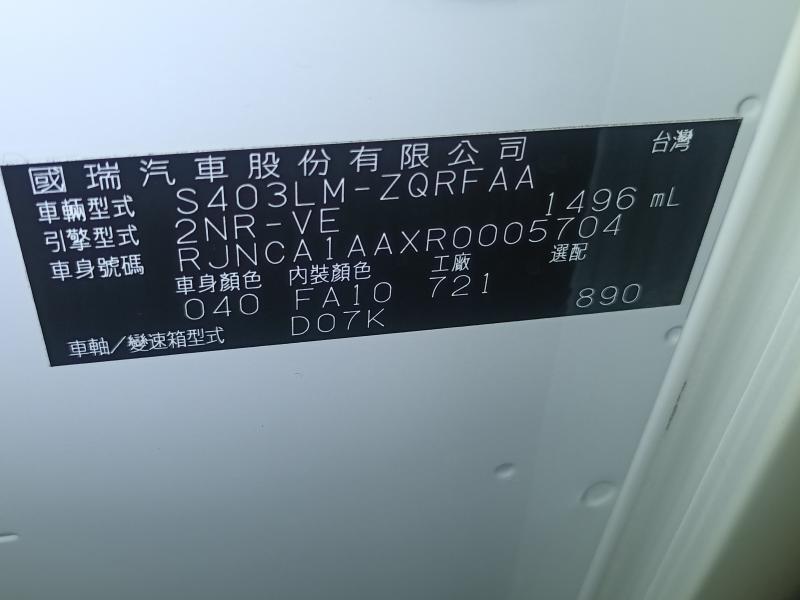 國瑞汽車股份有限公司 台灣
車輛型式 S403LM-ZQRFAA
引擎型式 2NR-VE 1496 mL
車身號碼 RJNCA1AAXR0005704
車身顏色 內裝顏色 工廠 選配
040 FA10 721 890
車軸/變速箱型式 D07K